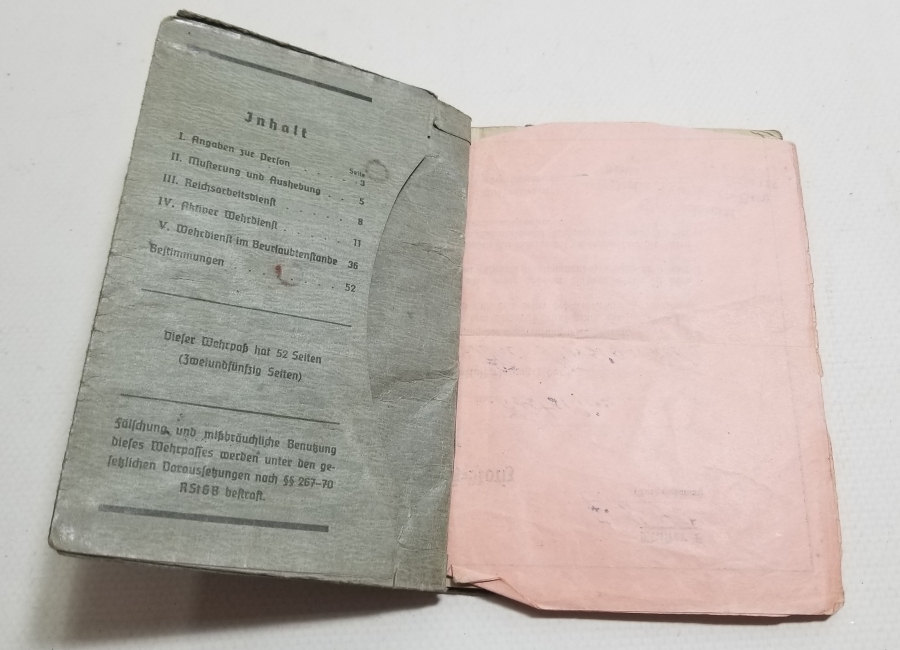 Inhalt
Seite
I. Angaben zur Person . . . . 3
II. Musterung und Aushebung . . . 5
III. Reichsarbeitsdienst . . . . 8
IV. Aktiver Wehrdienst . . . . 11
V. Wehrdienst im Beurlaubtenstande 36
Bestimmungen . . . . . 52
Dieser Wehrpaß hat 52 Seiten
(Zweiundfünfzig Seiten)
Fälschung und mißbräuchliche Benutzung
dieses Wehrpasses werden unter den ge-
setzlichen Voraussetzungen nach §§ 267-70
RStGB bestraft.